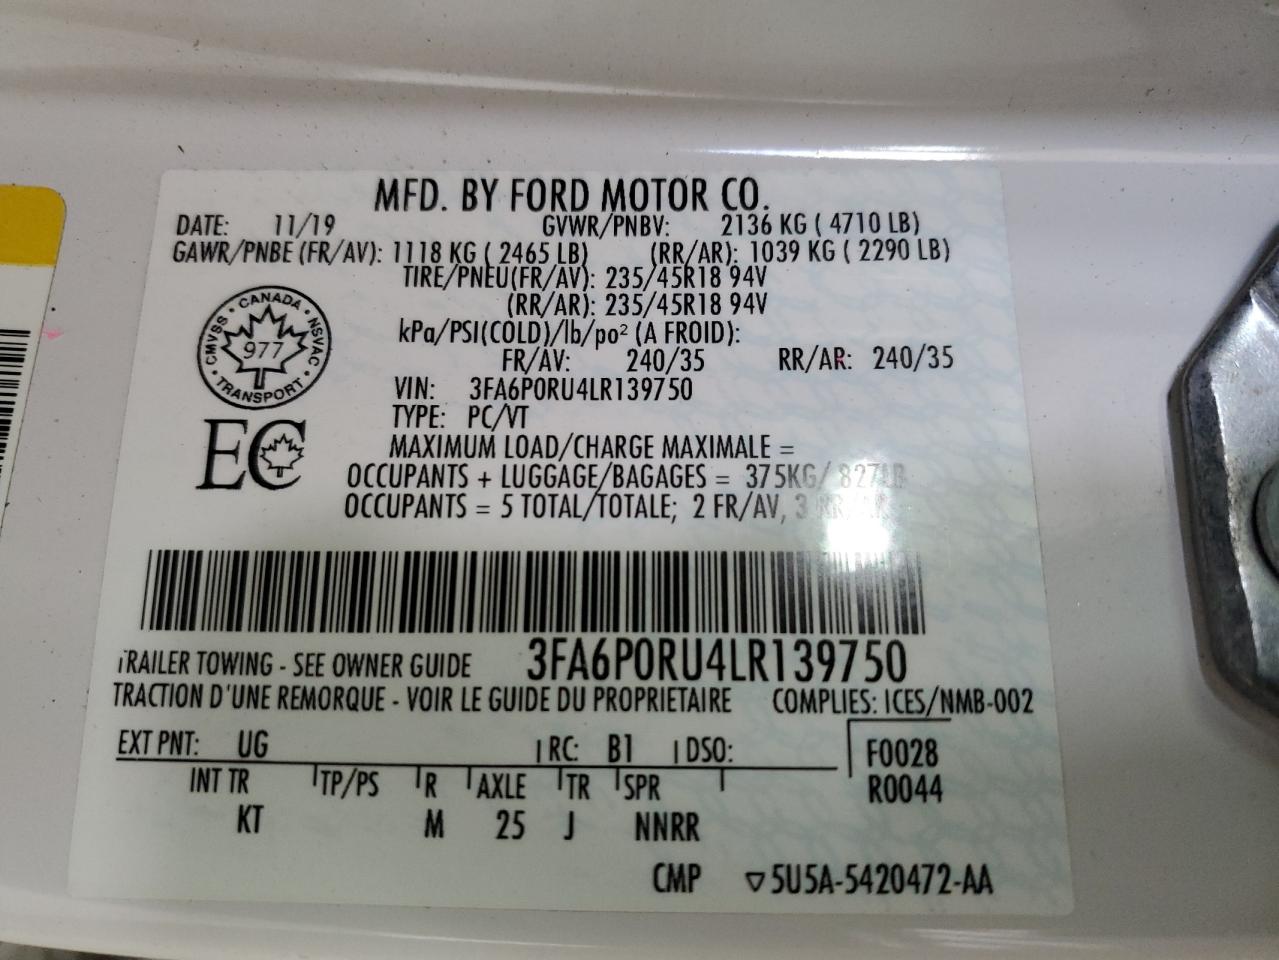 MFD. BY FORD MOTOR CO.
DATE: 11/19 GVWR/PNBV: 2136 KG ( 4710 LB)
GAWR/PNBE (FR/AV): 1118 KG ( 2465 LB) (RR/AR): 1039 KG ( 2290 LB)
TIRE/PNEU(FR/AV): 235/45R18 94V
(RR/AR): 235/45R18 94V
kPa/PSI(COLD)/lb/po² (A FROID):
FR/AV: 240/35 RR/AR: 240/35
CANADA
CMVSS NSVAC
977
TRANSPORT
VIN: 3FA6P0RU4LR139750
TYPE: PC/VT
EC
MAXIMUM LOAD/CHARGE MAXIMALE =
OCCUPANTS + LUGGAGE/BAGAGES = 375KG/ 827LB
OCCUPANTS = 5 TOTAL/TOTALE; 2 FR/AV, 3 RR/AR
3FA6P0RU4LR139750
TRAILER TOWING - SEE OWNER GUIDE
TRACTION D'UNE REMORQUE - VOIR LE GUIDE DU PROPRIETAIRE COMPLIES: ICES/NMB-002
EXT PNT: UG RC: B1 DSO: F0028
INT TR TP/PS R AXLE TR SPR R0044
KT M 25 J NNRR
CMP ▽5U5A-5420472-AA